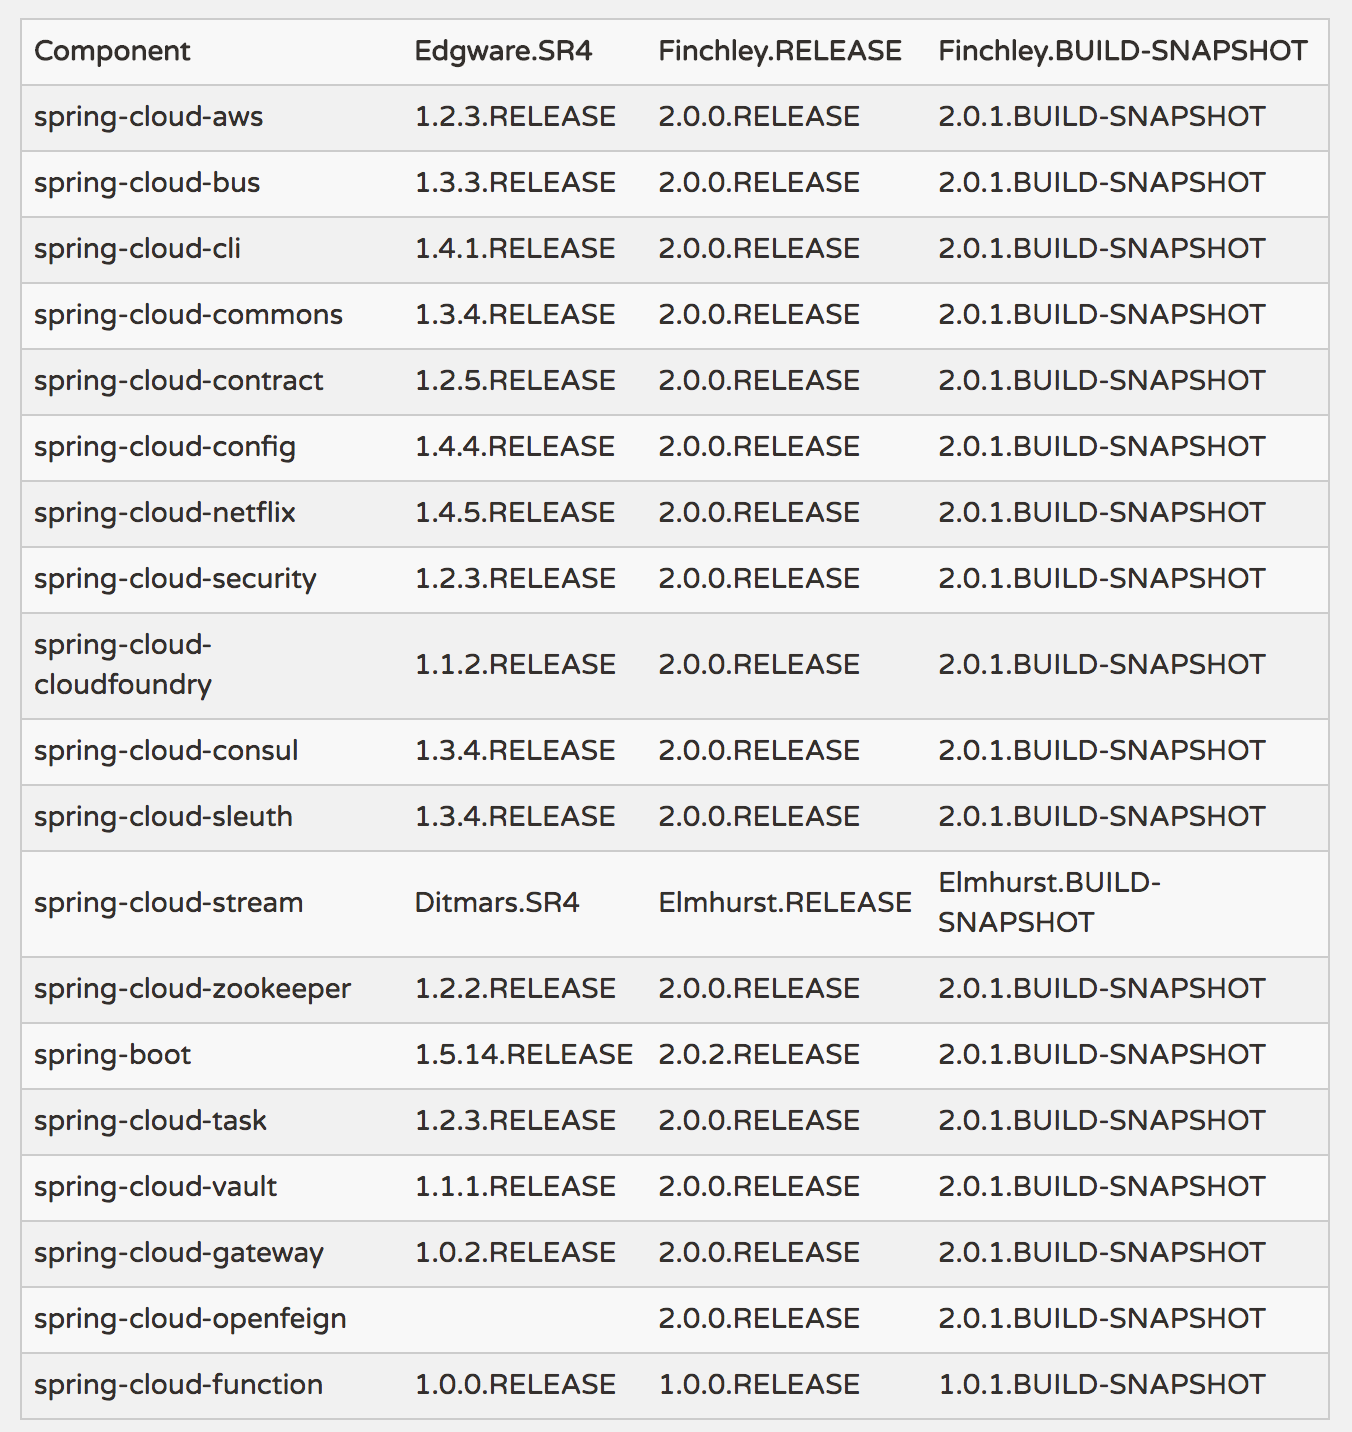 Component Edgware.SR4 Finchley.RELEASE Finchley.BUILD-SNAPSHOT
spring-cloud-aws 1.2.3.RELEASE 2.0.0.RELEASE 2.0.1.BUILD-SNAPSHOT
spring-cloud-bus 1.3.3.RELEASE 2.0.0.RELEASE 2.0.1.BUILD-SNAPSHOT
spring-cloud-cli 1.4.1.RELEASE 2.0.0.RELEASE 2.0.1.BUILD-SNAPSHOT
spring-cloud-commons 1.3.4.RELEASE 2.0.0.RELEASE 2.0.1.BUILD-SNAPSHOT
spring-cloud-contract 1.2.5.RELEASE 2.0.0.RELEASE 2.0.1.BUILD-SNAPSHOT
spring-cloud-config 1.4.4.RELEASE 2.0.0.RELEASE 2.0.1.BUILD-SNAPSHOT
spring-cloud-netflix 1.4.5.RELEASE 2.0.0.RELEASE 2.0.1.BUILD-SNAPSHOT
spring-cloud-security 1.2.3.RELEASE 2.0.0.RELEASE 2.0.1.BUILD-SNAPSHOT
spring-cloud-
cloudfoundry 1.1.2.RELEASE 2.0.0.RELEASE 2.0.1.BUILD-SNAPSHOT
spring-cloud-consul 1.3.4.RELEASE 2.0.0.RELEASE 2.0.1.BUILD-SNAPSHOT
spring-cloud-sleuth 1.3.4.RELEASE 2.0.0.RELEASE 2.0.1.BUILD-SNAPSHOT
spring-cloud-stream Ditmars.SR4 Elmhurst.RELEASE Elmhurst.BUILD-
SNAPSHOT
spring-cloud-zookeeper 1.2.2.RELEASE 2.0.0.RELEASE 2.0.1.BUILD-SNAPSHOT
spring-boot 1.5.14.RELEASE 2.0.2.RELEASE 2.0.1.BUILD-SNAPSHOT
spring-cloud-task 1.2.3.RELEASE 2.0.0.RELEASE 2.0.1.BUILD-SNAPSHOT
spring-cloud-vault 1.1.1.RELEASE 2.0.0.RELEASE 2.0.1.BUILD-SNAPSHOT
spring-cloud-gateway 1.0.2.RELEASE 2.0.0.RELEASE 2.0.1.BUILD-SNAPSHOT
spring-cloud-openfeign 2.0.0.RELEASE 2.0.1.BUILD-SNAPSHOT
spring-cloud-function 1.0.0.RELEASE 1.0.0.RELEASE 1.0.1.BUILD-SNAPSHOT